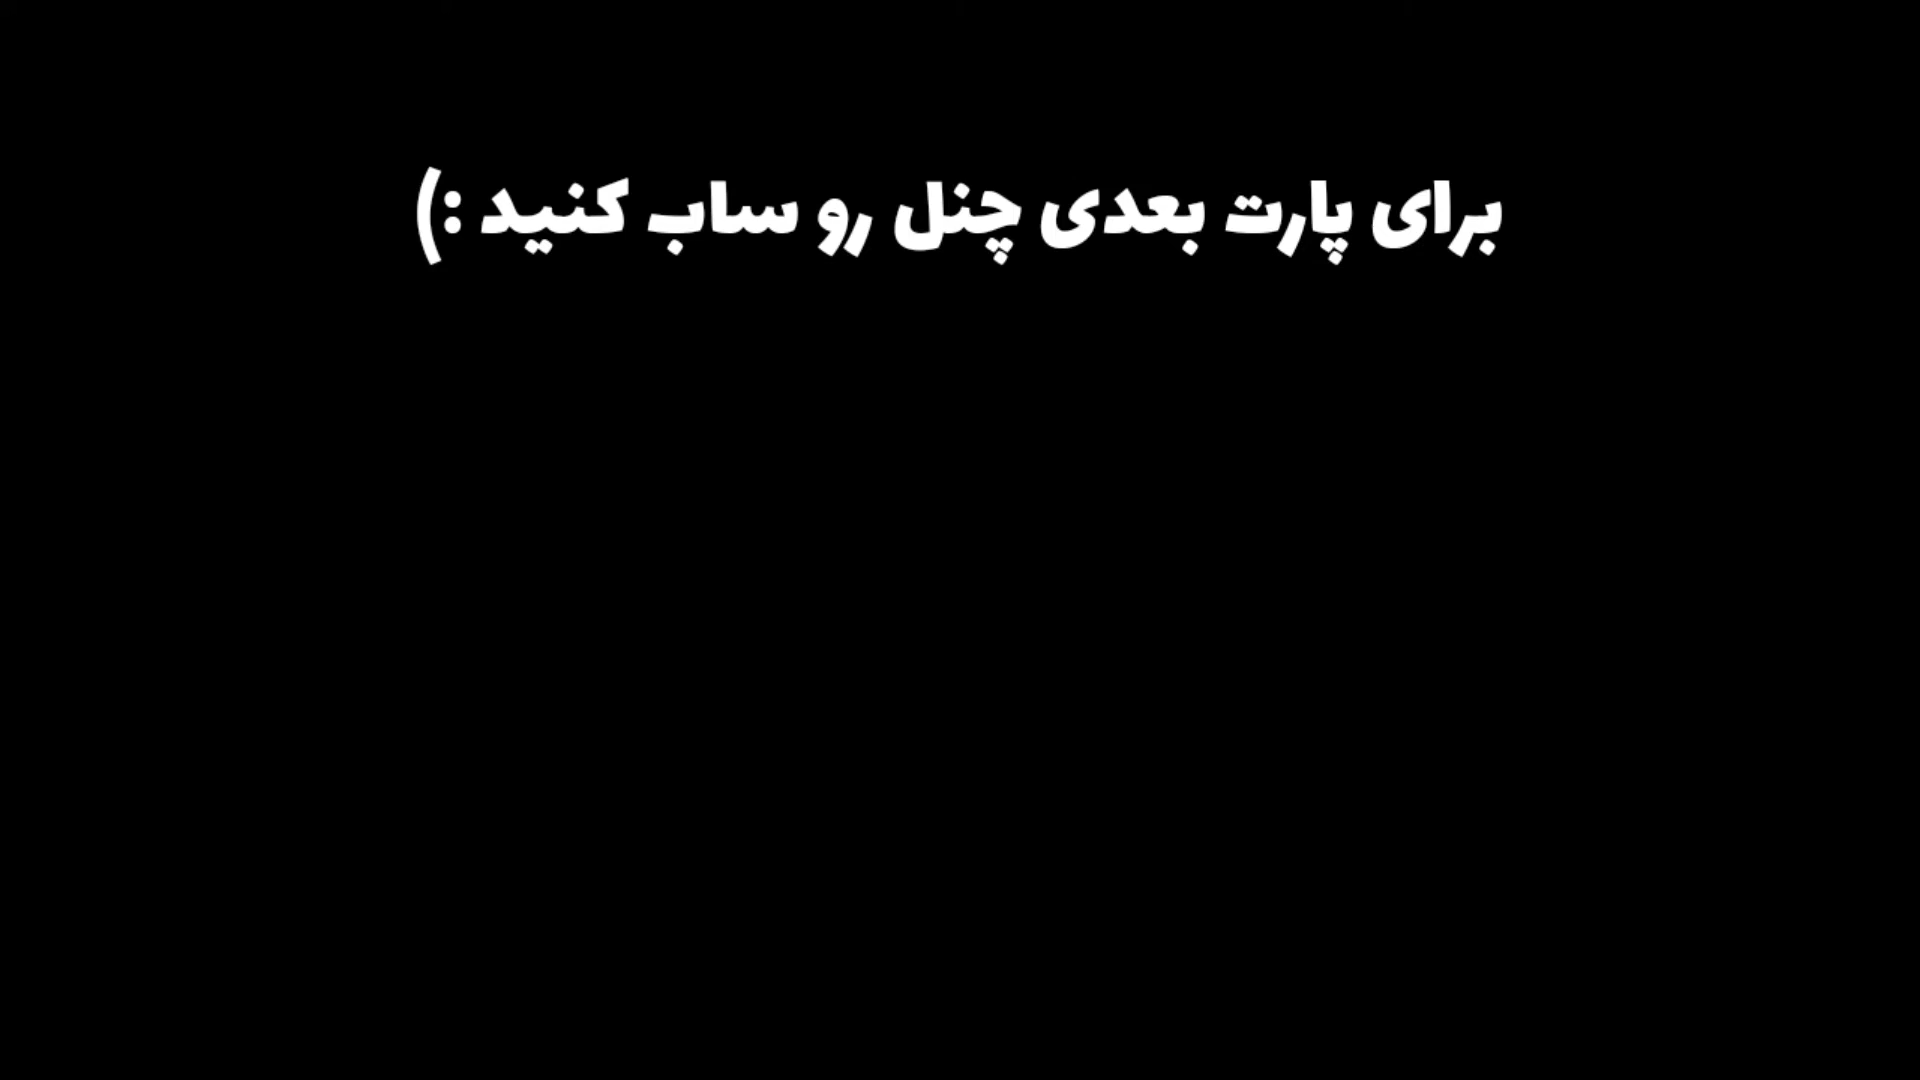 برای پارت بعدی چنل رو ساب کنید :)